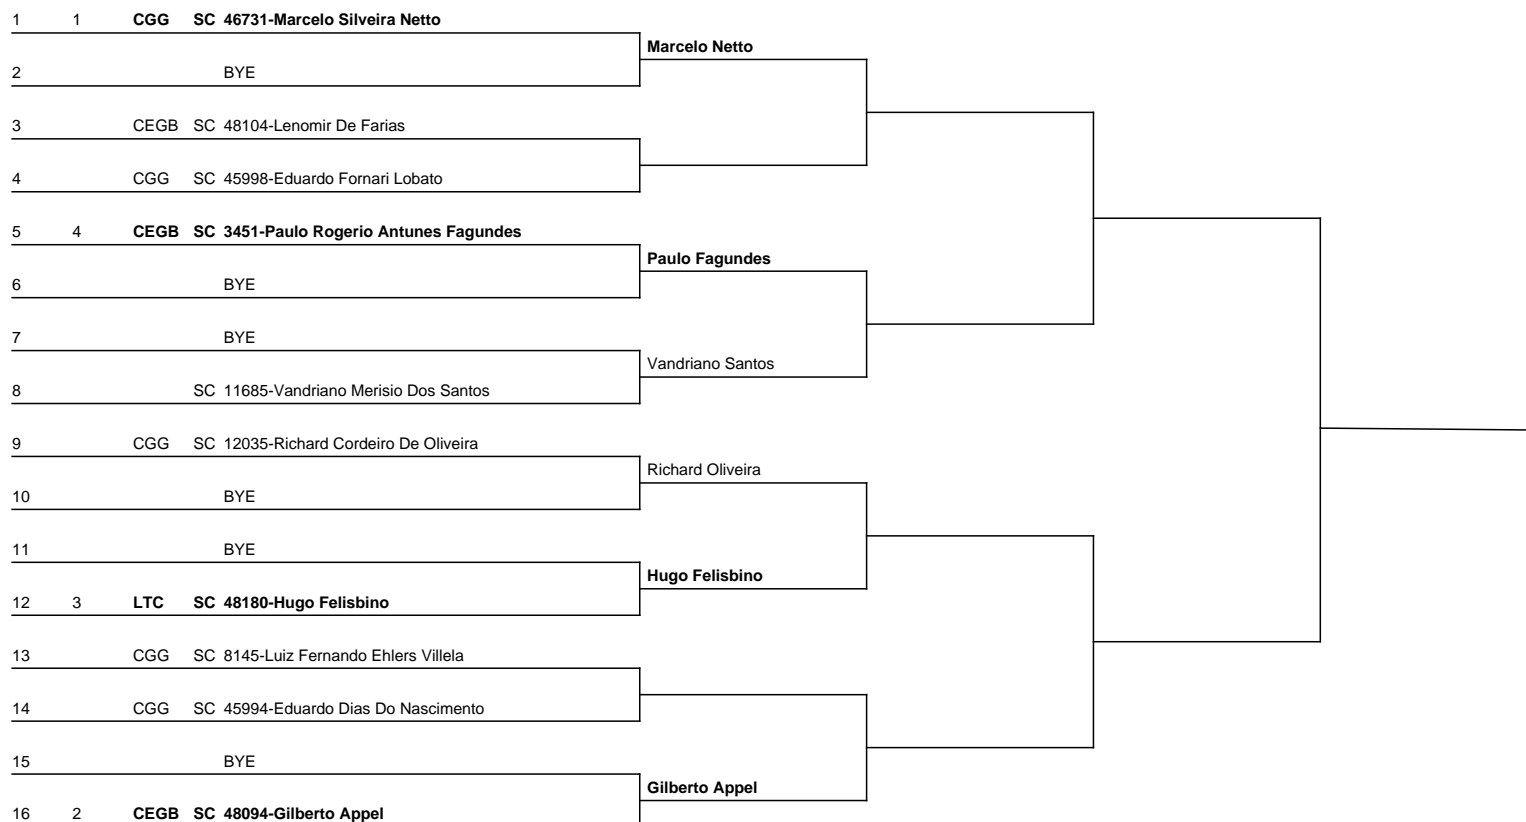 1 1 CGG SC 46731-Marcelo Silveira Netto
Marcelo Netto
2 BYE
3 CEGB SC 48104-Lenomir De Farias
4 CGG SC 45998-Eduardo Fornari Lobato
5 4 CEGB SC 3451-Paulo Rogerio Antunes Fagundes
Paulo Fagundes
6 BYE
7 BYE
Vandriano Santos
8 SC 11685-Vandriano Merisio Dos Santos
9 CGG SC 12035-Richard Cordeiro De Oliveira
Richard Oliveira
10 BYE
11 BYE
Hugo Felisbino
12 3 LTC SC 48180-Hugo Felisbino
13 CGG SC 8145-Luiz Fernando Ehlers Villela
14 CGG SC 45994-Eduardo Dias Do Nascimento
15 BYE
Gilberto Appel
16 2 CEGB SC 48094-Gilberto Appel